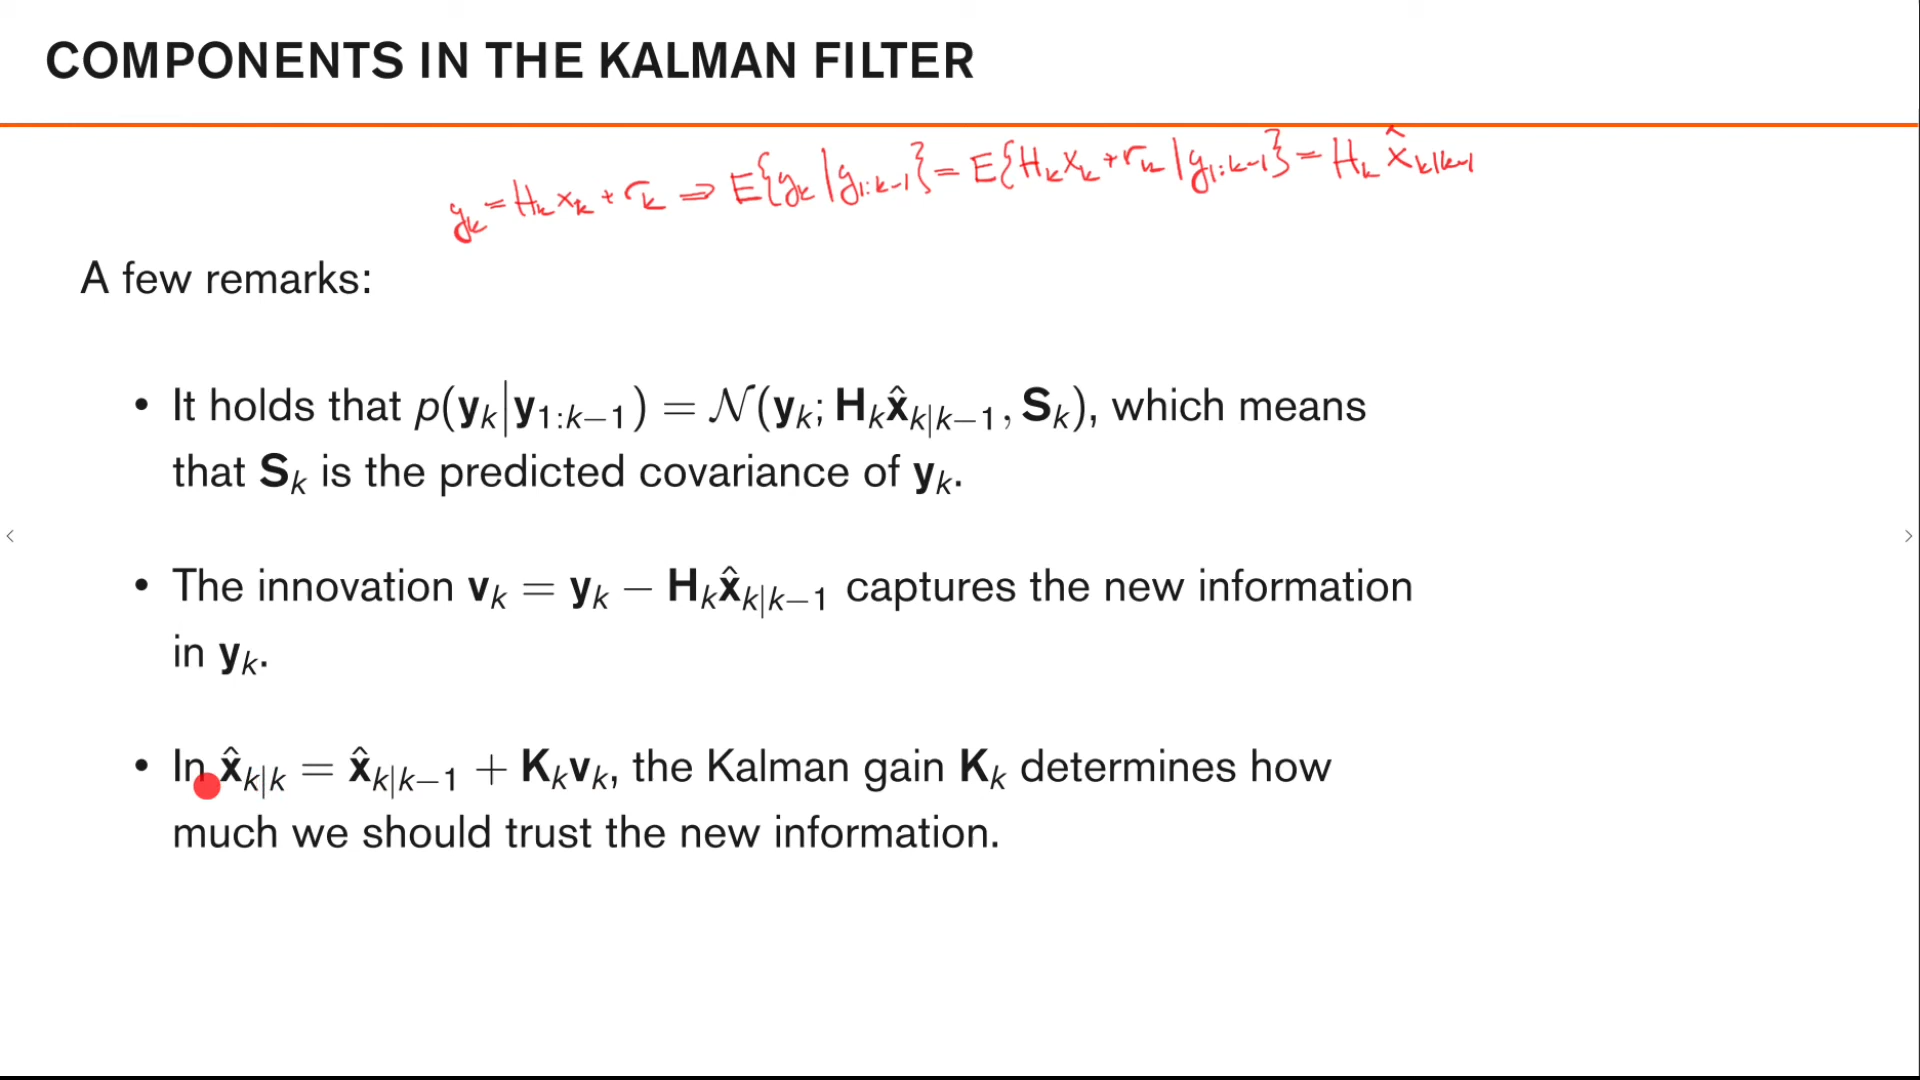 COMPONENTS IN THE KALMAN FILTER
y_k = H_k x_k + r_k ⇒ E{y_k | y_{1:k-1}} = E{H_k x_k + r_k | y_{1:k-1}} = H_k x̂_{k|k-1}
A few remarks:
• It holds that p(y_k|y_{1:k−1}) = 𝒩(y_k; H_k x̂_{k|k−1}, S_k), which means
that S_k is the predicted covariance of y_k.
• The innovation v_k = y_k − H_k x̂_{k|k−1} captures the new information
in y_k.
• In x̂_{k|k} = x̂_{k|k−1} + K_k v_k, the Kalman gain K_k determines how
much we should trust the new information.